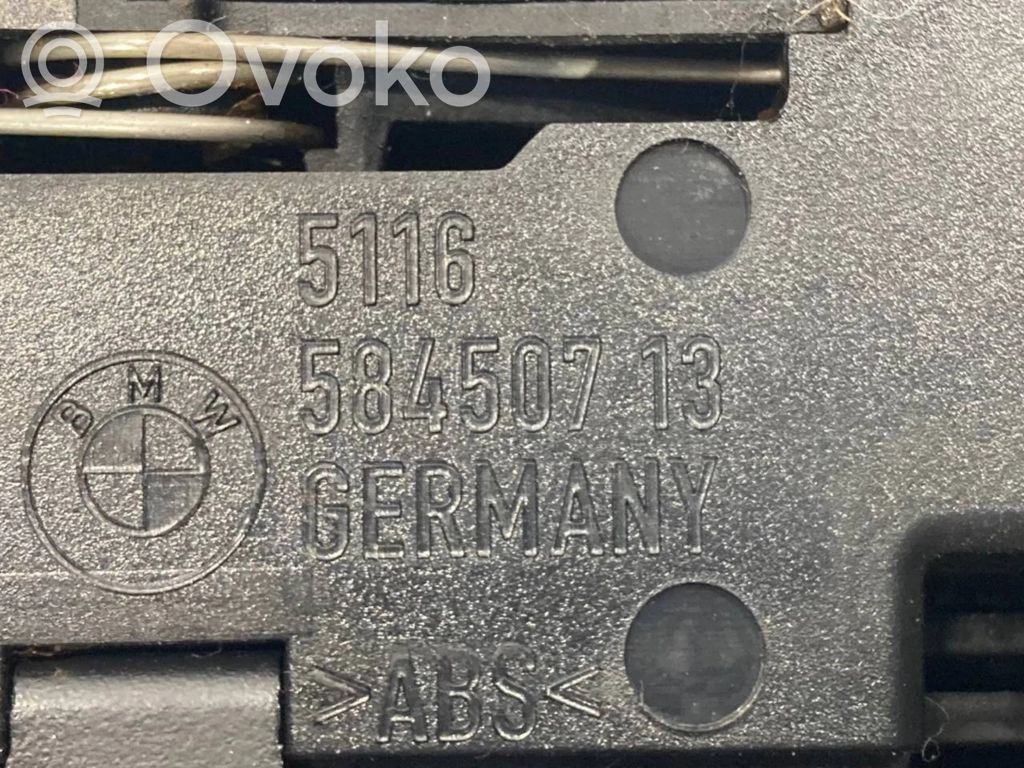 Ovoko
5116
584507 13
BMW
GERMANY
>ABS<